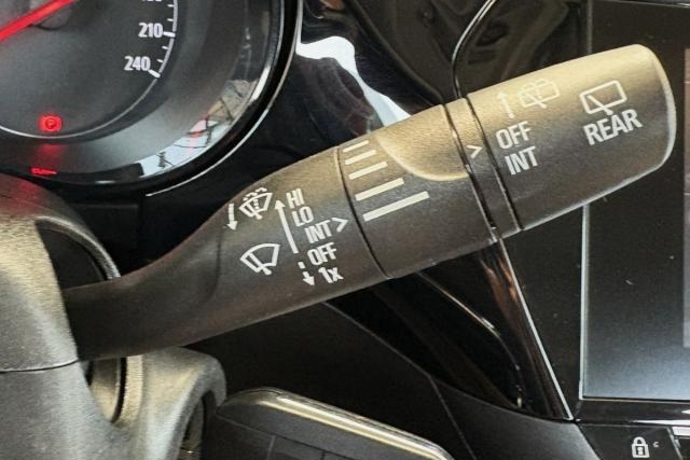 210
240
HI
LO
INT
OFF
1x
OFF
INT
REAR